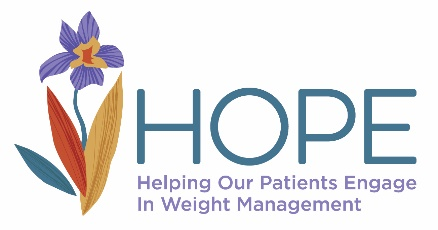 HOPE
Helping Our Patients Engage
In Weight Management